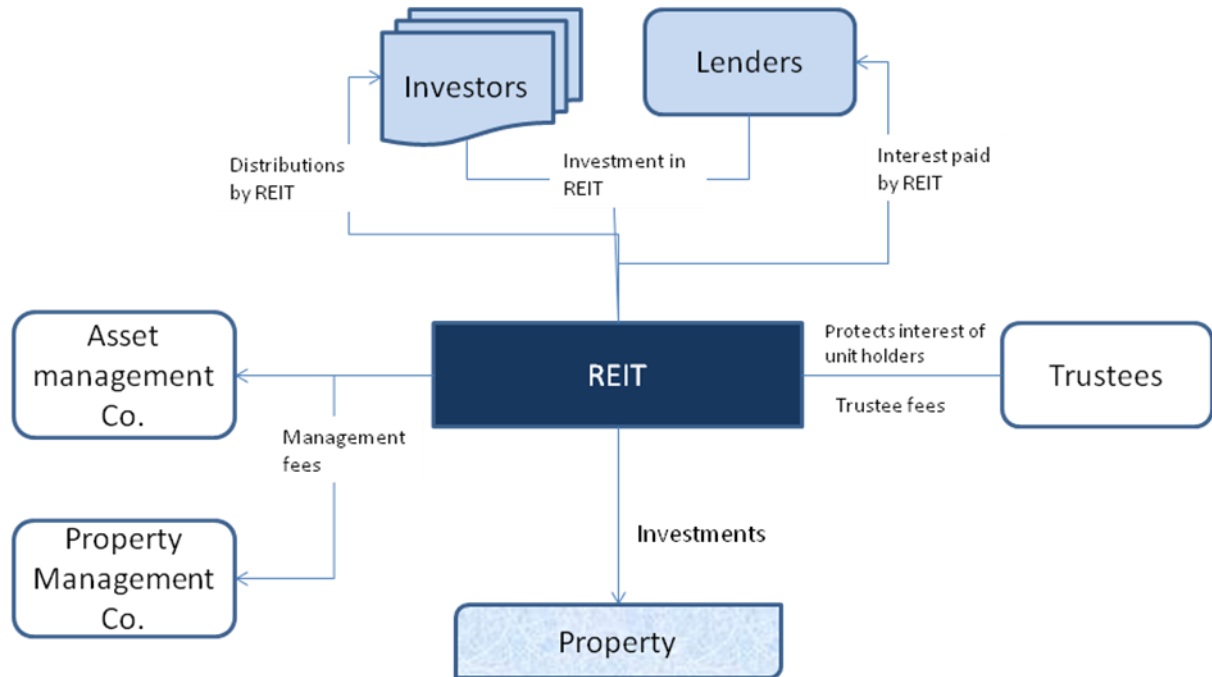 Investors
Lenders
Distributions
by REIT
Investment in
REIT
Interest paid
by REIT
Asset
management
Co.
REIT
Protects interest of
unit holders
Trustee fees
Trustees
Management
fees
Property
Management
Co.
Investments
Property